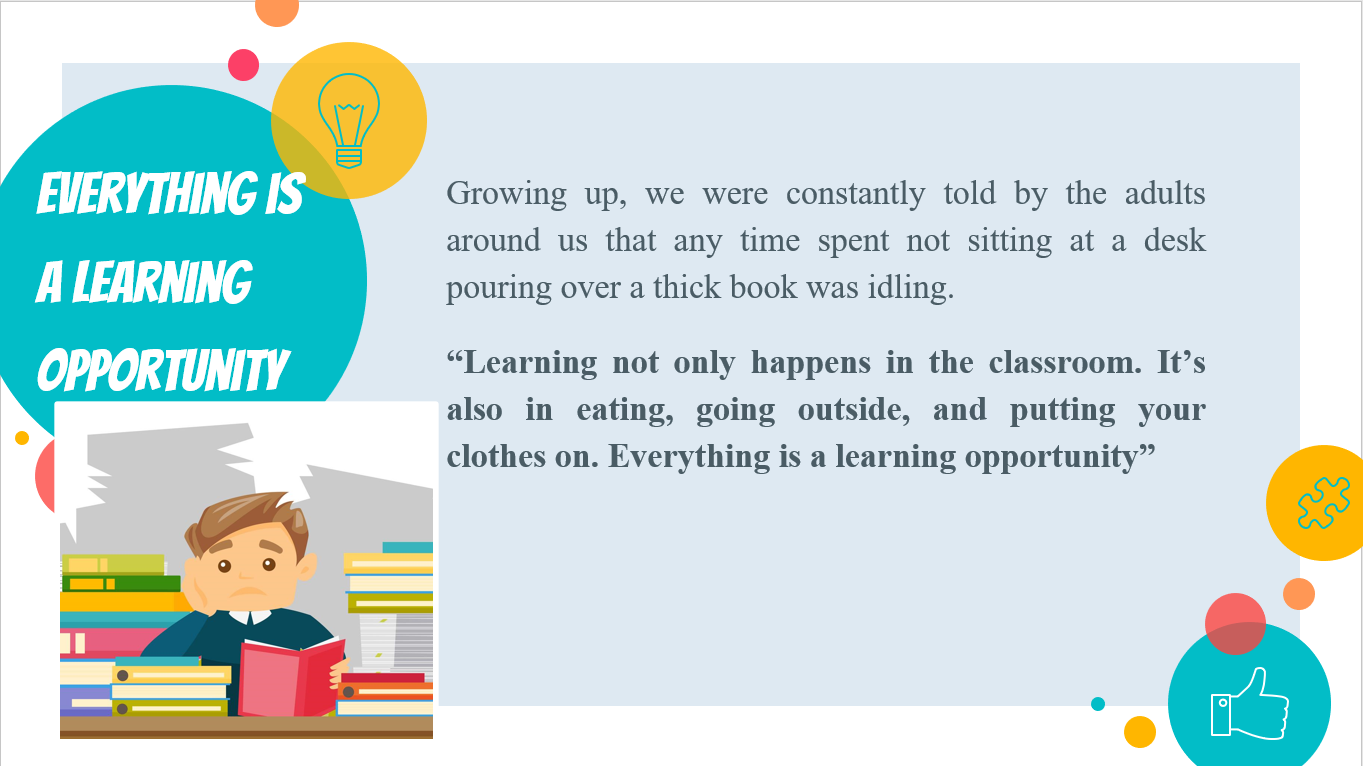 EVERYTHING IS
A LEARNING
OPPORTUNITY
Growing up, we were constantly told by the adults
around us that any time spent not sitting at a desk
pouring over a thick book was idling.
“Learning not only happens in the classroom. It’s
also in eating, going outside, and putting your
clothes on. Everything is a learning opportunity”